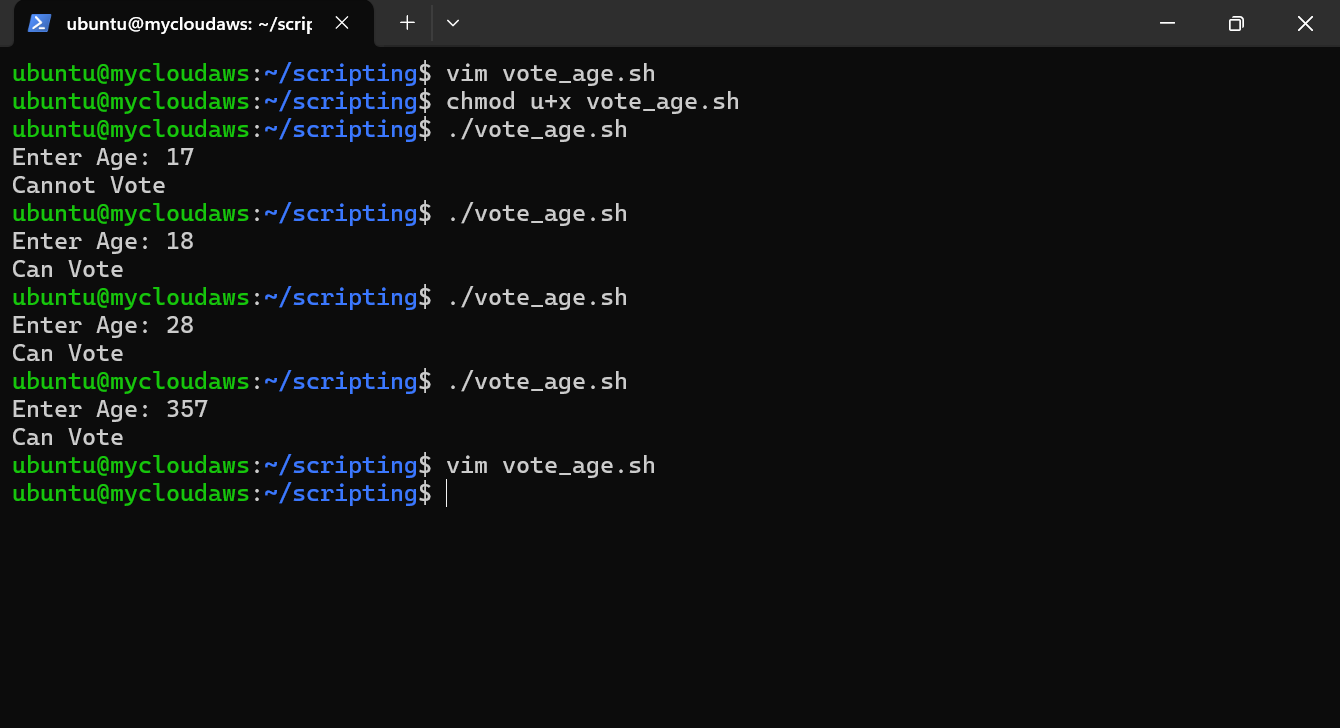 ubuntu@mycloudaws: ~/scrip
ubuntu@mycloudaws:~/scripting$ vim vote_age.sh
ubuntu@mycloudaws:~/scripting$ chmod u+x vote_age.sh
ubuntu@mycloudaws:~/scripting$ ./vote_age.sh
Enter Age: 17
Cannot Vote
ubuntu@mycloudaws:~/scripting$ ./vote_age.sh
Enter Age: 18
Can Vote
ubuntu@mycloudaws:~/scripting$ ./vote_age.sh
Enter Age: 28
Can Vote
ubuntu@mycloudaws:~/scripting$ ./vote_age.sh
Enter Age: 357
Can Vote
ubuntu@mycloudaws:~/scripting$ vim vote_age.sh
ubuntu@mycloudaws:~/scripting$